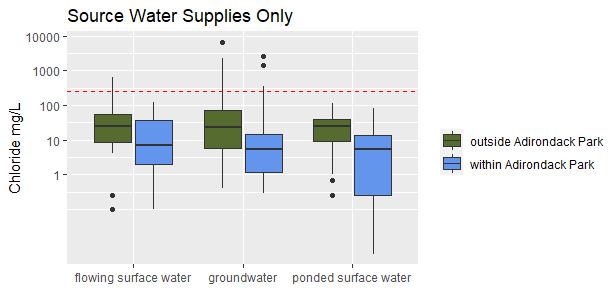 Source Water Supplies Only
10000
1000
100
10
1
Chloride mg/L
flowing surface water
groundwater
ponded surface water
outside Adirondack Park
within Adirondack Park